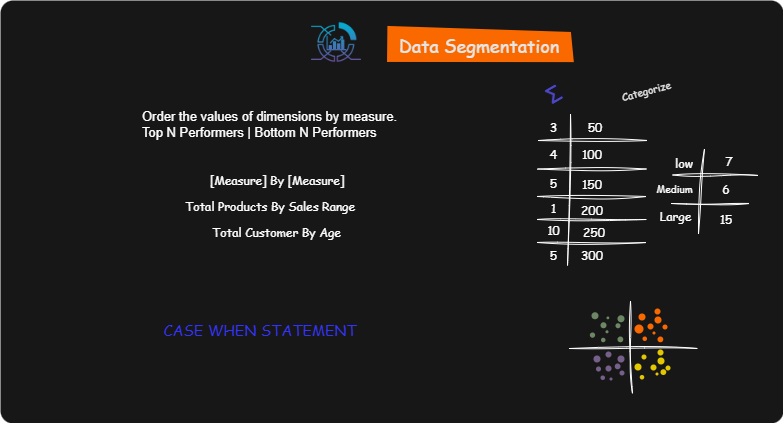 Data Segmentation
Order the values of dimensions by measure.
Top N Performers | Bottom N Performers
[Measure] By [Measure]
Total Products By Sales Range
Total Customer By Age
CASE WHEN STATEMENT
Σ
Categorize
3 50
4 100
5 150
1 200
10 250
5 300
low 7
Medium 6
Large 15